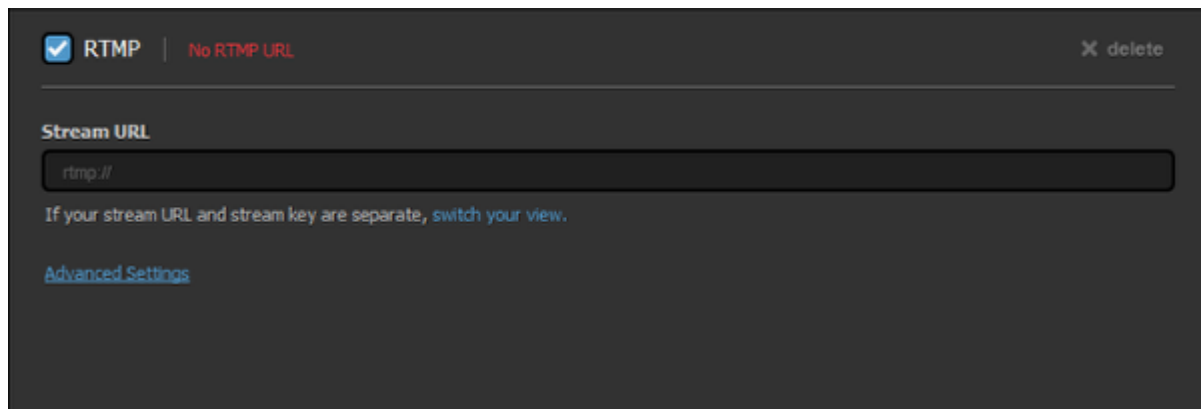 RTMP | No RTMP URL
X delete
Stream URL
rtmp://
If your stream URL and stream key are separate, switch your view.
Advanced Settings